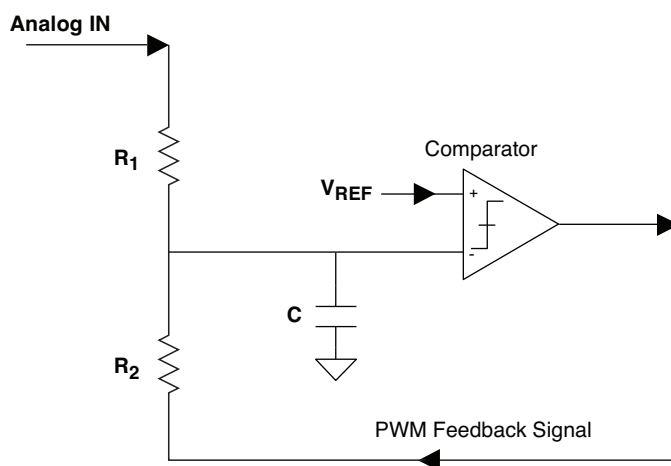 Analog IN
R1
Comparator
VREF
+
-
C
R2
PWM Feedback Signal